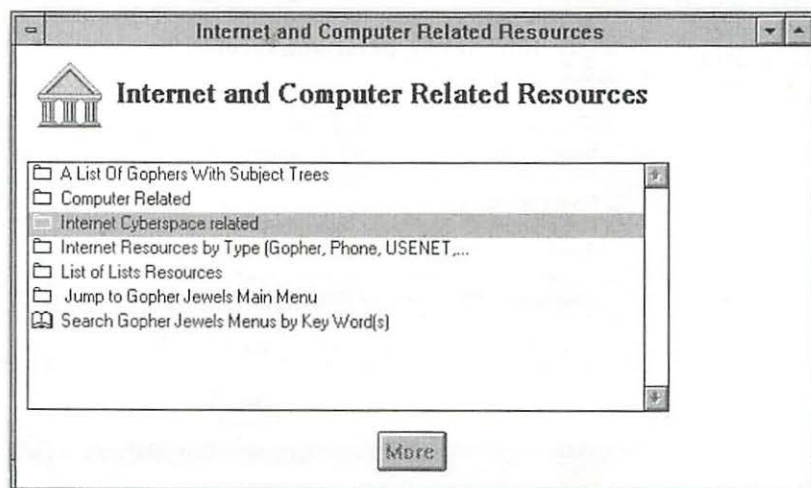 Internet and Computer Related Resources
Internet and Computer Related Resources
A List Of Gophers With Subject Trees
Computer Related
Internet Cyberspace related
Internet Resources by Type (Gopher, Phone, USENET,...
List of Lists Resources
Jump to Gopher Jewels Main Menu
Search Gopher Jewels Menus by Key Word(s)
More